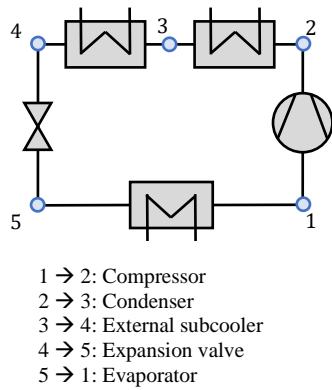 4
3
2
5
1
1 → 2: Compressor
2 → 3: Condenser
3 → 4: External subcooler
4 → 5: Expansion valve
5 → 1: Evaporator